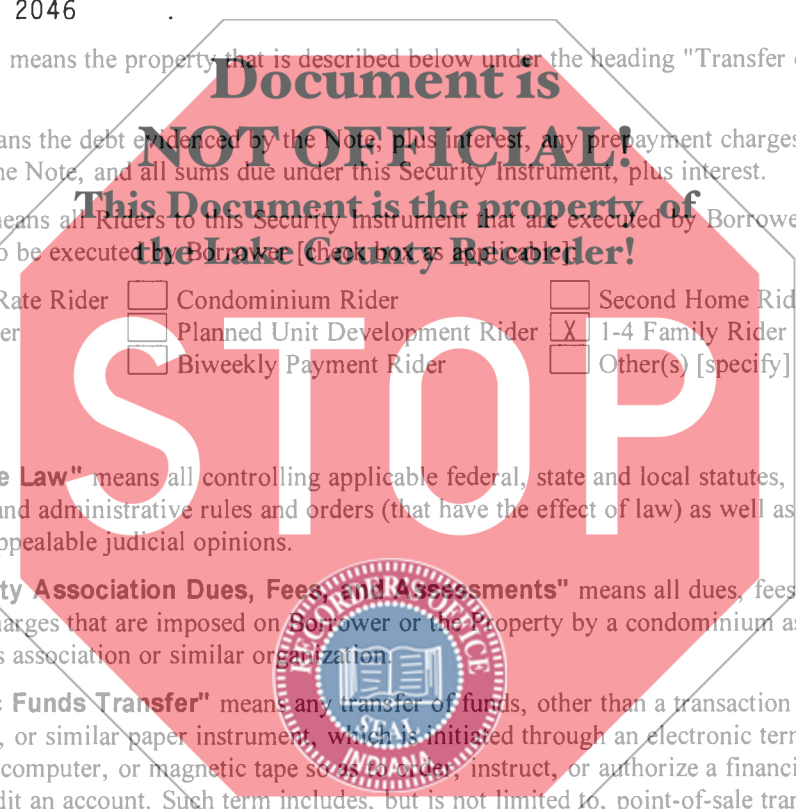 2046 .
means the property that is described below under the heading "Transfer
Document is
ans the debt evidenced by the Note, plus interest, any prepayment charges
NOT OFFICIAL!
he Note, and all sums due under this Security Instrument, plus interest.
This Document is the property of
means all Riders to this Security Instrument that are executed by Borrowe
the Lake County Recorder!
o be executed by Borrower [check box as applicable]:
Rate Rider Condominium Rider Second Home Rid
er Planned Unit Development Rider X 1-4 Family Rider
Biweekly Payment Rider Other(s) [specify]
STOP
e Law" means all controlling applicable federal, state and local statutes,
and administrative rules and orders (that have the effect of law) as well as
ppealable judicial opinions.
ty Association Dues, Fees, and Assessments" means all dues, fees
harges that are imposed on Borrower or the Property by a condominium as
s association or similar organization.
RECORDER'S OFFICE
SEAL
INDIANA
Funds Transfer" means any transfer of funds, other than a transaction
, or similar paper instrument, which is initiated through an electronic term
computer, or magnetic tape so as to order, instruct, or authorize a financi
dit an account. Such term includes, but is not limited to, point-of-sale tran